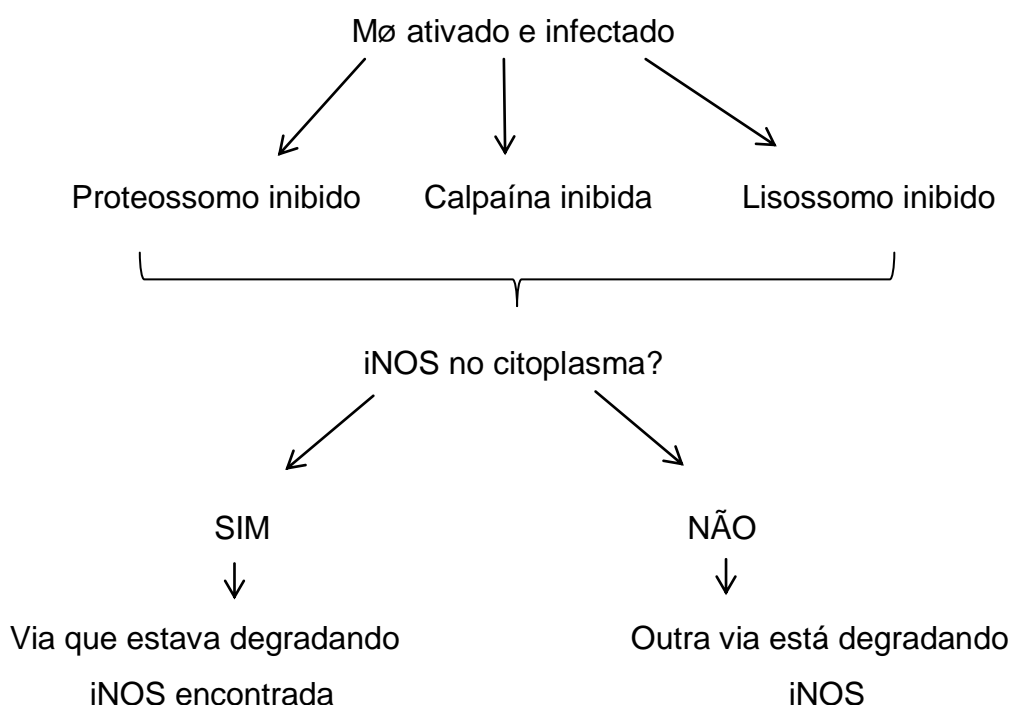 Mø ativado e infectado
Proteossomo inibido Calpaína inibida Lisossomo inibido
iNOS no citoplasma?
SIM NÃO
Via que estava degradando Outra via está degradando
iNOS encontrada iNOS